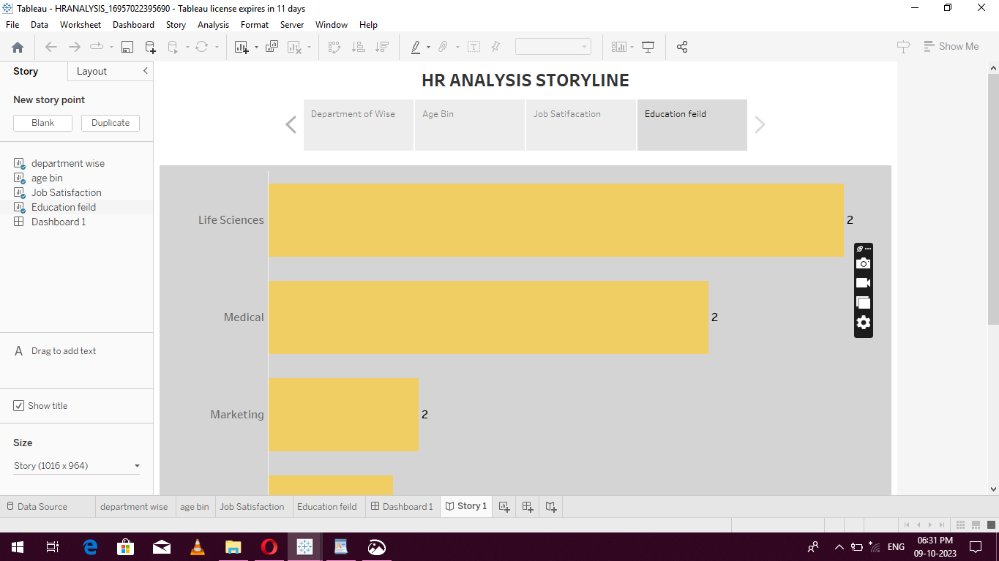 Tableau - HRANALYSIS_16957022395690 - Tableau license expires in 11 days
File Data Worksheet Dashboard Story Analysis Format Server Window Help
Show Me
Story Layout
New story point
Blank Duplicate
department wise
age bin
Job Satisfaction
Education feild
Dashboard 1
A Drag to add text
Show title
Size
Story (1016 x 964)
HR ANALYSIS STORYLINE
Department of Wise Age Bin Job Satifacation Education feild
Life Sciences 2
Medical 2
Marketing 2
Data Source department wise age bin Job Satisfaction Education feild Dashboard 1 Story 1
ENG
06:31 PM
09-10-2023